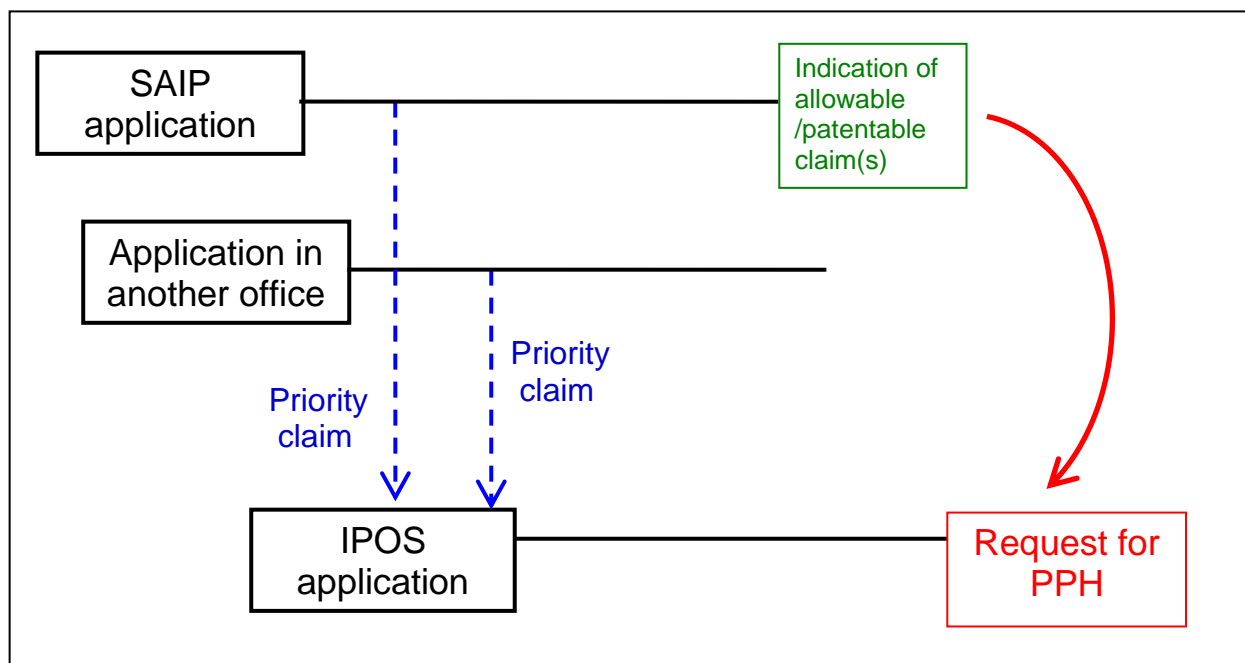 SAIP
application
Indication of
allowable
/patentable
claim(s)
Application in
another office
Priority
claim
Priority
claim
IPOS
application
Request for
PPH